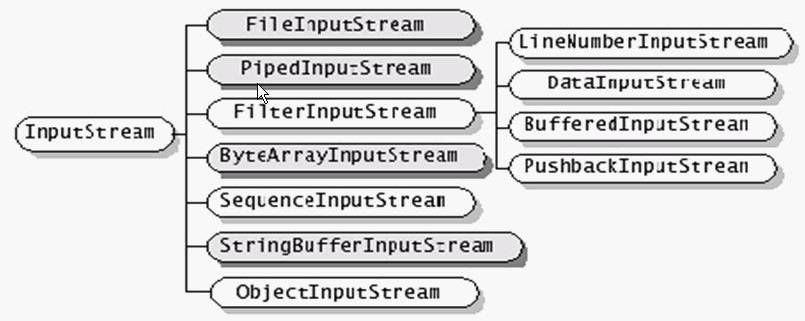 InputStream
FileInputStream
PipedInputStream
FilterInputStream
ByteArrayInputStream
SequenceInputStream
StringBufferInputStream
ObjectInputStream
LineNumberInputStream
DataInputStream
BufferedInputStream
PushbackInputStream